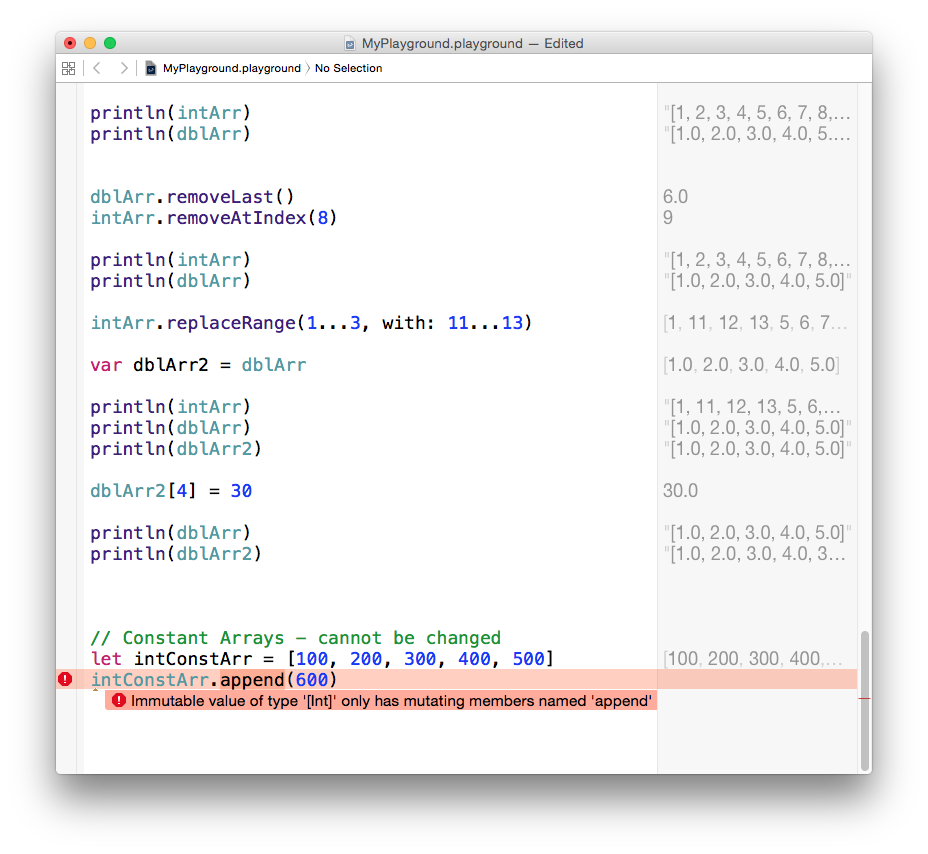 MyPlayground.playground — Edited
MyPlayground.playground 〉 No Selection
println(intArr) "[1, 2, 3, 4, 5, 6, 7, 8,…
println(dblArr) "[1.0, 2.0, 3.0, 4.0, 5.…
dblArr.removeLast() 6.0
intArr.removeAtIndex(8) 9
println(intArr) "[1, 2, 3, 4, 5, 6, 7, 8,…
println(dblArr) "[1.0, 2.0, 3.0, 4.0, 5.0]"
intArr.replaceRange(1...3, with: 11...13) [1, 11, 12, 13, 5, 6, 7…
var dblArr2 = dblArr [1.0, 2.0, 3.0, 4.0, 5.0]
println(intArr) "[1, 11, 12, 13, 5, 6,…
println(dblArr) "[1.0, 2.0, 3.0, 4.0, 5.0]"
println(dblArr2) "[1.0, 2.0, 3.0, 4.0, 5.0]"
dblArr2[4] = 30 30.0
println(dblArr) "[1.0, 2.0, 3.0, 4.0, 5.0]"
println(dblArr2) "[1.0, 2.0, 3.0, 4.0, 3…
// Constant Arrays – cannot be changed
let intConstArr = [100, 200, 300, 400, 500] [100, 200, 300, 400,…
intConstArr.append(600)
Immutable value of type '[Int]' only has mutating members named 'append'